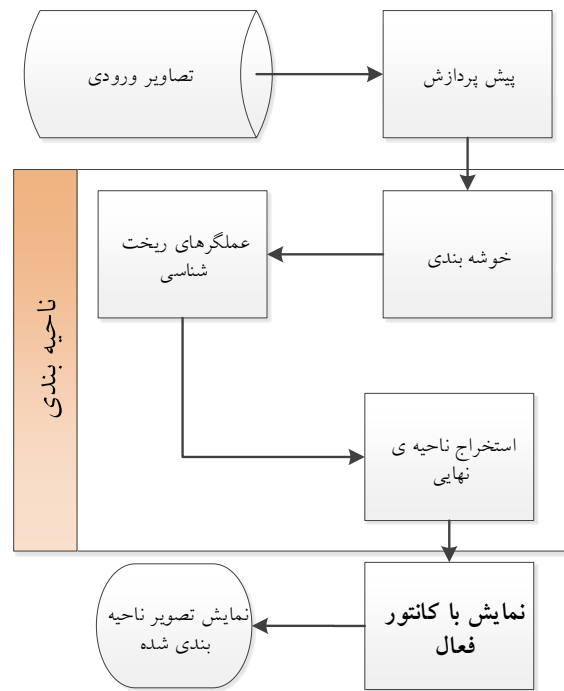 تصاویر ورودی
پیش پردازش
خوشه بندی
عملگرهای ریخت
شناسی
ناحیه بندی
استخراج ناحیه ی
نهایی
نمایش با کانتور
فعال
نمایش تصویر ناحیه
بندی شده